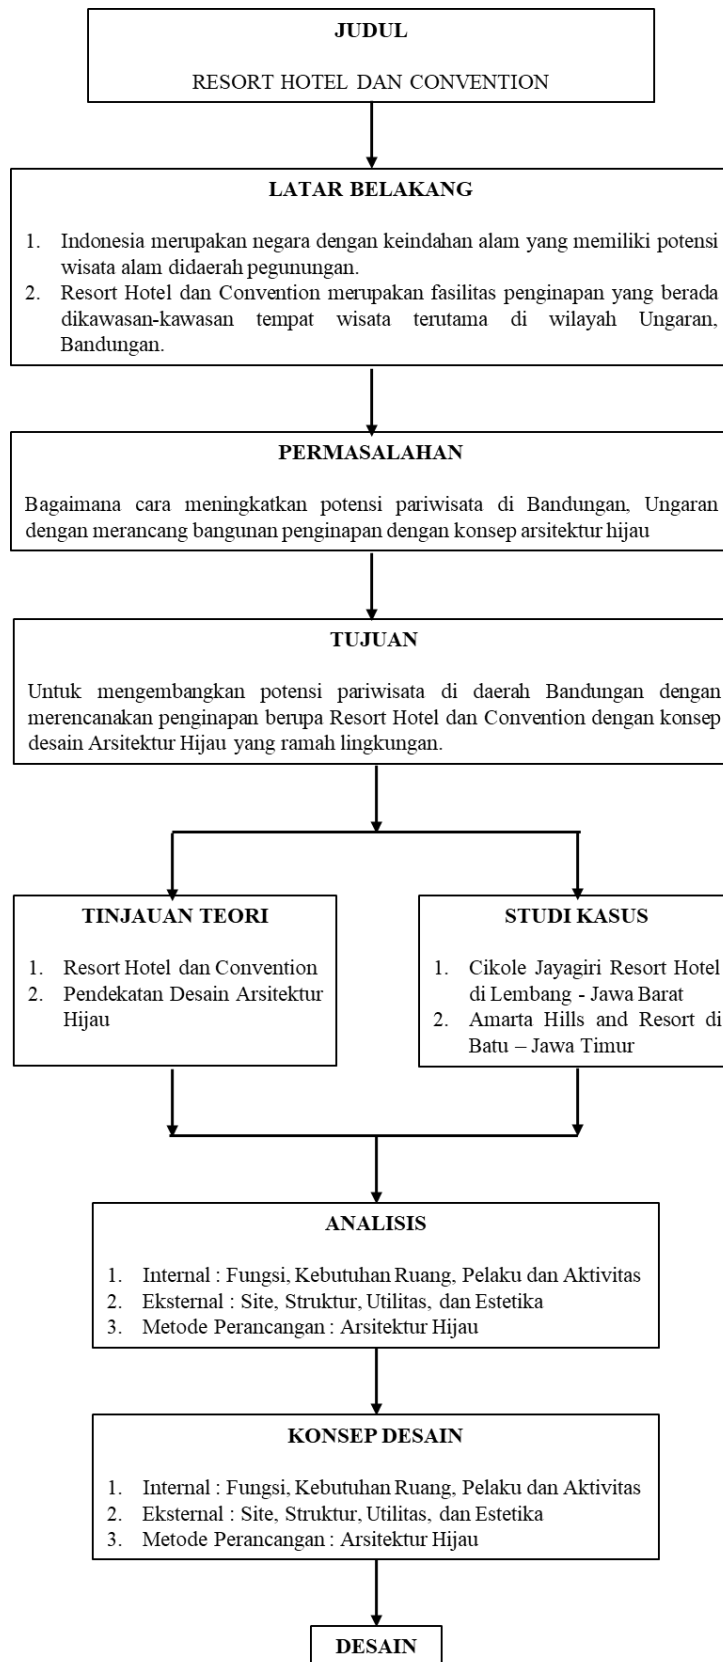 JUDUL
RESORT HOTEL DAN CONVENTION
LATAR BELAKANG
1. Indonesia merupakan negara dengan keindahan alam yang memiliki potensi
wisata alam didaerah pegunungan.
2. Resort Hotel dan Convention merupakan fasilitas penginapan yang berada
dikawasan-kawasan tempat wisata terutama di wilayah Ungaran,
Bandungan.
PERMASALAHAN
Bagaimana cara meningkatkan potensi pariwisata di Bandungan, Ungaran
dengan merancang bangunan penginapan dengan konsep arsitektur hijau
TUJUAN
Untuk mengembangkan potensi pariwisata di daerah Bandungan dengan
merencanakan penginapan berupa Resort Hotel dan Convention dengan konsep
desain Arsitektur Hijau yang ramah lingkungan.
TINJAUAN TEORI
1. Resort Hotel dan Convention
2. Pendekatan Desain Arsitektur
Hijau
STUDI KASUS
1. Cikole Jayagiri Resort Hotel
di Lembang - Jawa Barat
2. Amarta Hills and Resort di
Batu – Jawa Timur
ANALISIS
1. Internal : Fungsi, Kebutuhan Ruang, Pelaku dan Aktivitas
2. Eksternal : Site, Struktur, Utilitas, dan Estetika
3. Metode Perancangan : Arsitektur Hijau
KONSEP DESAIN
1. Internal : Fungsi, Kebutuhan Ruang, Pelaku dan Aktivitas
2. Eksternal : Site, Struktur, Utilitas, dan Estetika
3. Metode Perancangan : Arsitektur Hijau
DESAIN